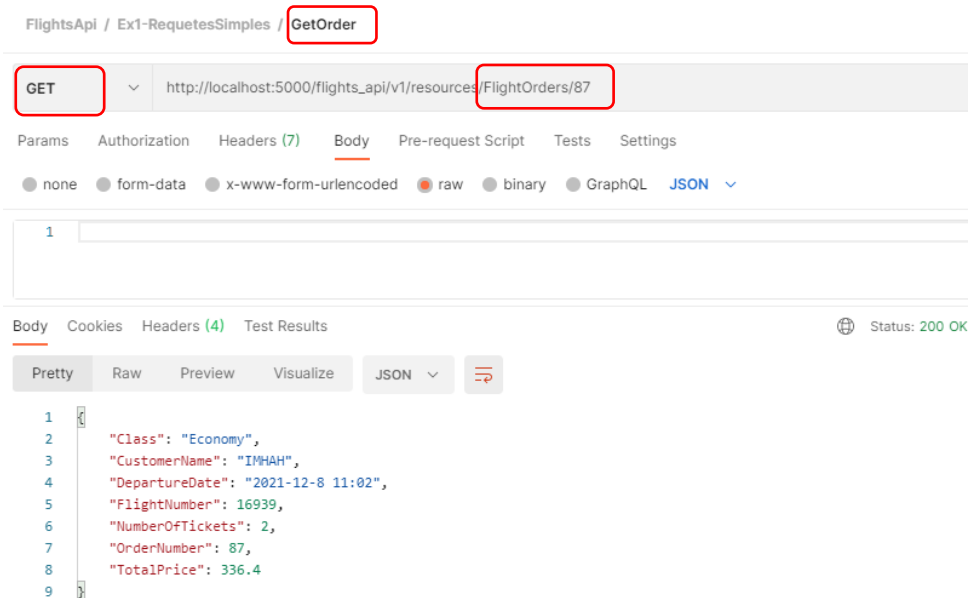 FlightsApi / Ex1-RequetesSimples / GetOrder
GET http://localhost:5000/flights_api/v1/resources/FlightOrders/87
Params Authorization Headers (7) Body Pre-request Script Tests Settings
none form-data x-www-form-urlencoded raw binary GraphQL JSON
1
Body Cookies Headers (4) Test Results Status: 200 OK
Pretty Raw Preview Visualize JSON
1 {
2 "Class": "Economy",
3 "CustomerName": "IMHAH",
4 "DepartureDate": "2021-12-8 11:02",
5 "FlightNumber": 16939,
6 "NumberOfTickets": 2,
7 "OrderNumber": 87,
8 "TotalPrice": 336.4
9 }